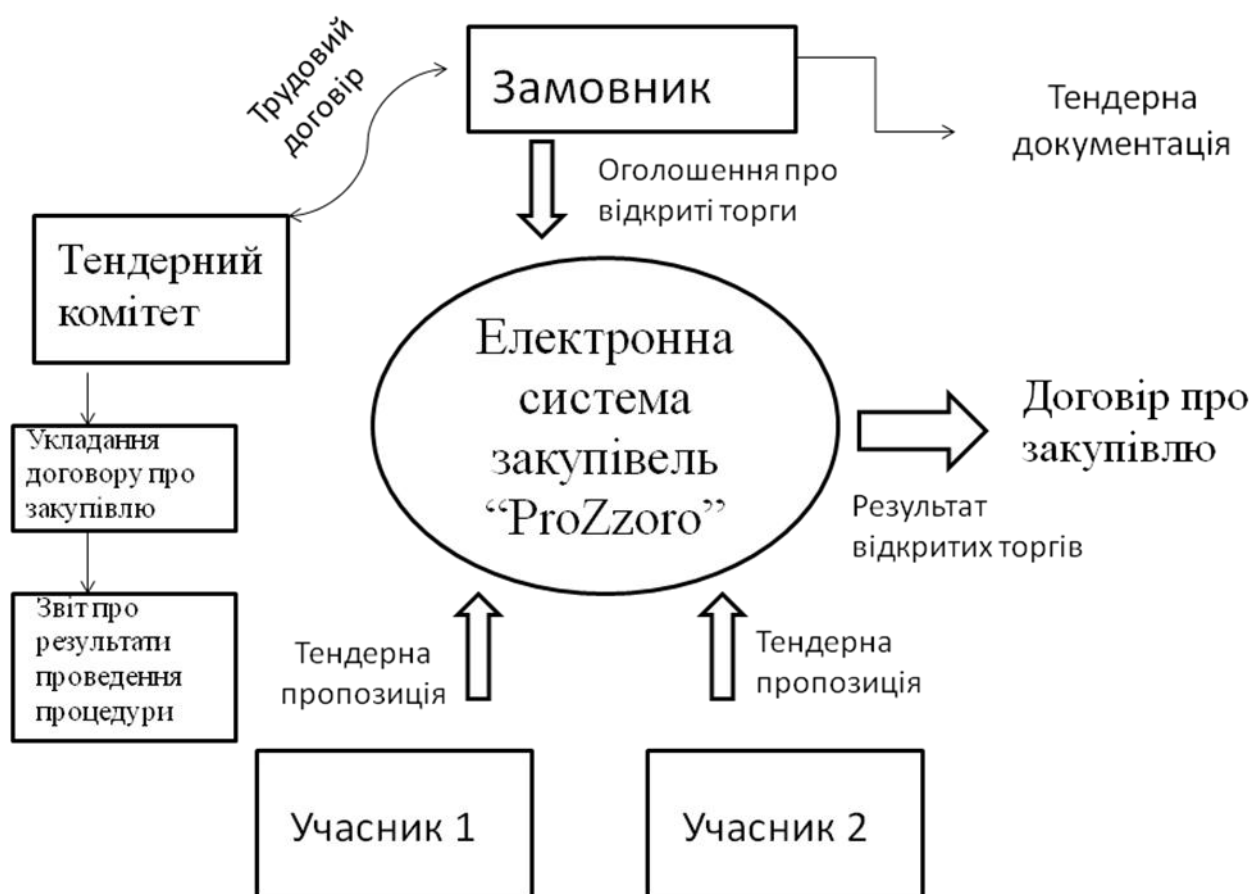 Трудовий
договір
Замовник
Тендерна
документація
Оголошення про
відкриті торги
Тендерний
комітет
Електронна
система
закупівель
“ProZzoro”
Договір про
закупівлю
Результат
відкритих торгів
Укладання
договору про
закупівлю
Звіт про
результати
проведення
процедури
Тендерна
пропозиція
Тендерна
пропозиція
Учасник 1
Учасник 2